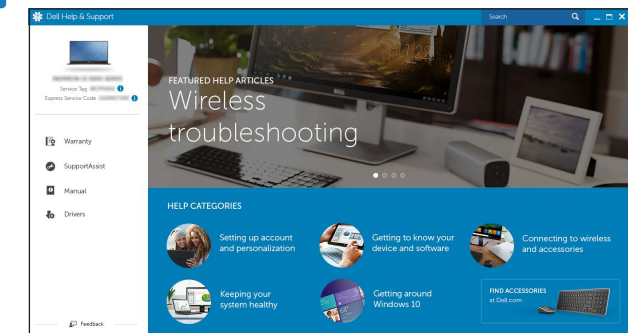 Dell Help & Support
Search
Service Tag
Express Service Code
Warranty
SupportAssist
Manual
Drivers
Feedback
FEATURED HELP ARTICLES
Wireless
troubleshooting
HELP CATEGORIES
Setting up account
and personalization
Getting to know your
device and software
Connecting to wireless
and accessories
Keeping your
system healthy
Getting around
Windows 10
FIND ACCESSORIES
at Dell.com